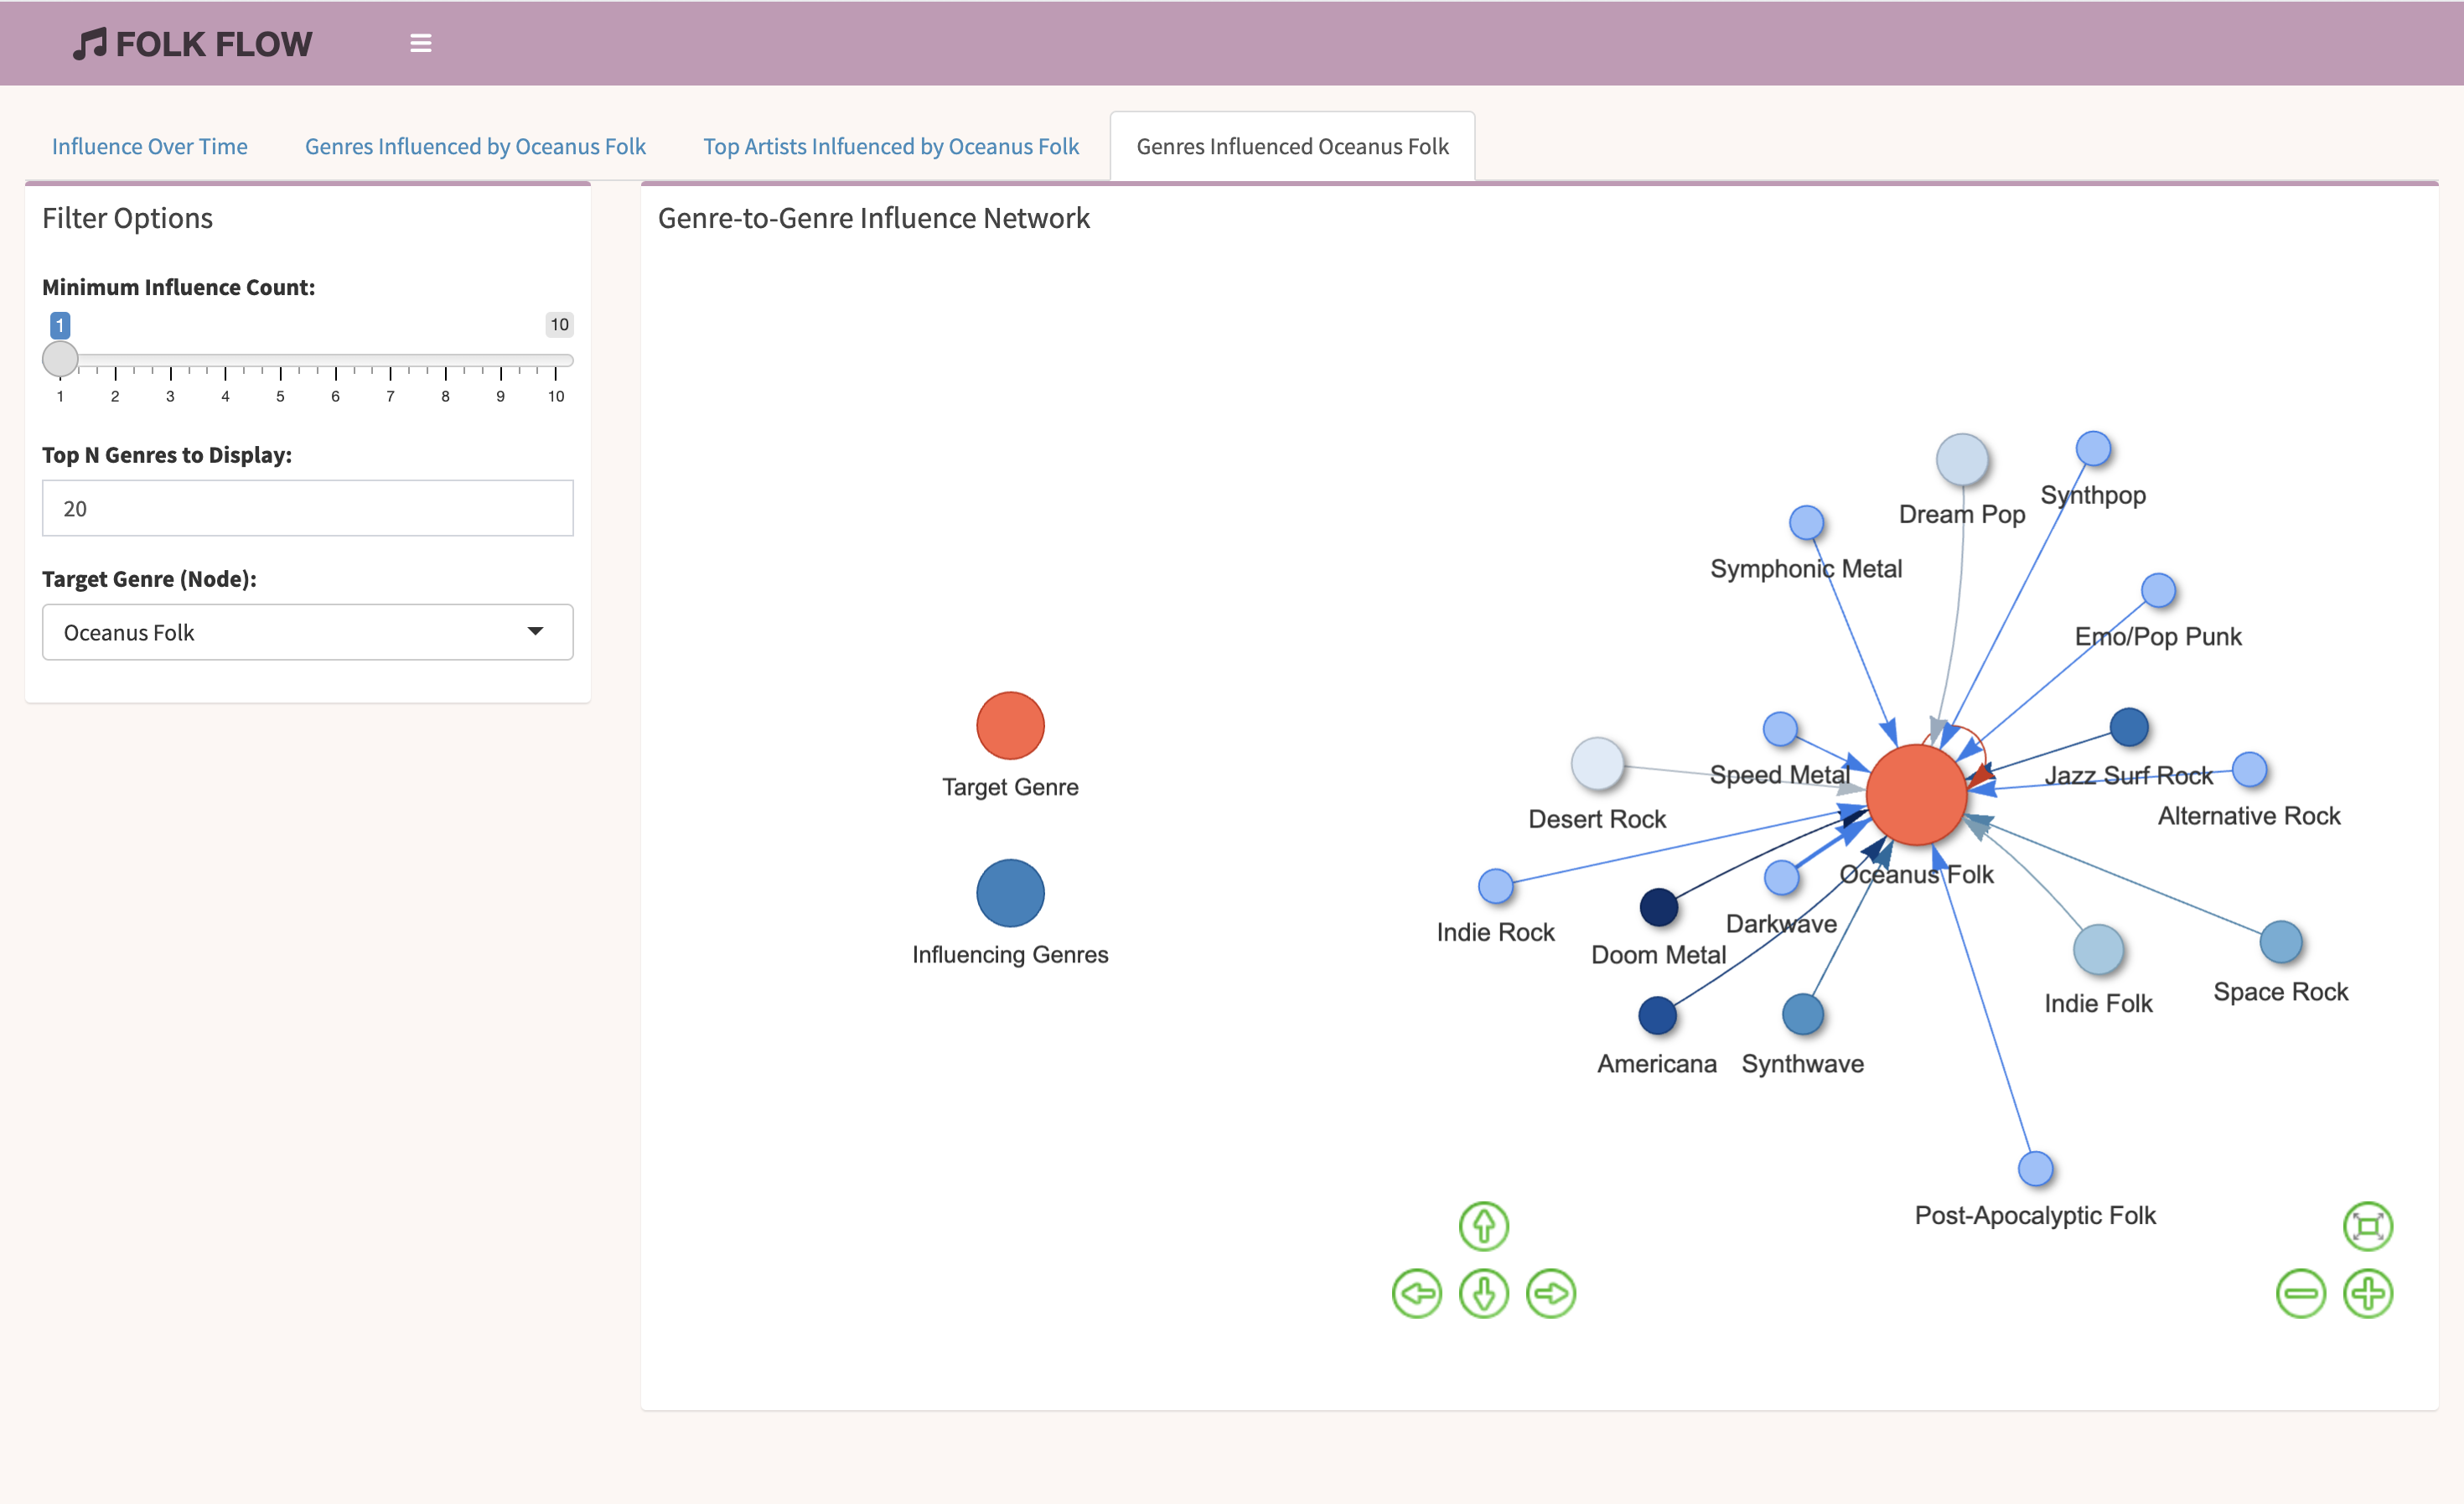 FOLK FLOW
Influence Over Time
Genres Influenced by Oceanus Folk
Top Artists Inlfuenced by Oceanus Folk
Genres Influenced Oceanus Folk
Filter Options
Minimum Influence Count:
1
10
1 2 3 4 5 6 7 8 9 10
Top N Genres to Display:
20
Target Genre (Node):
Oceanus Folk
Genre-to-Genre Influence Network
Target Genre
Influencing Genres
Synthpop
Dream Pop
Symphonic Metal
Emo/Pop Punk
Speed Metal
Jazz Surf Rock
Desert Rock
Alternative Rock
Oceanus Folk
Darkwave
Indie Rock
Doom Metal
Space Rock
Indie Folk
Americana
Synthwave
Post-Apocalyptic Folk